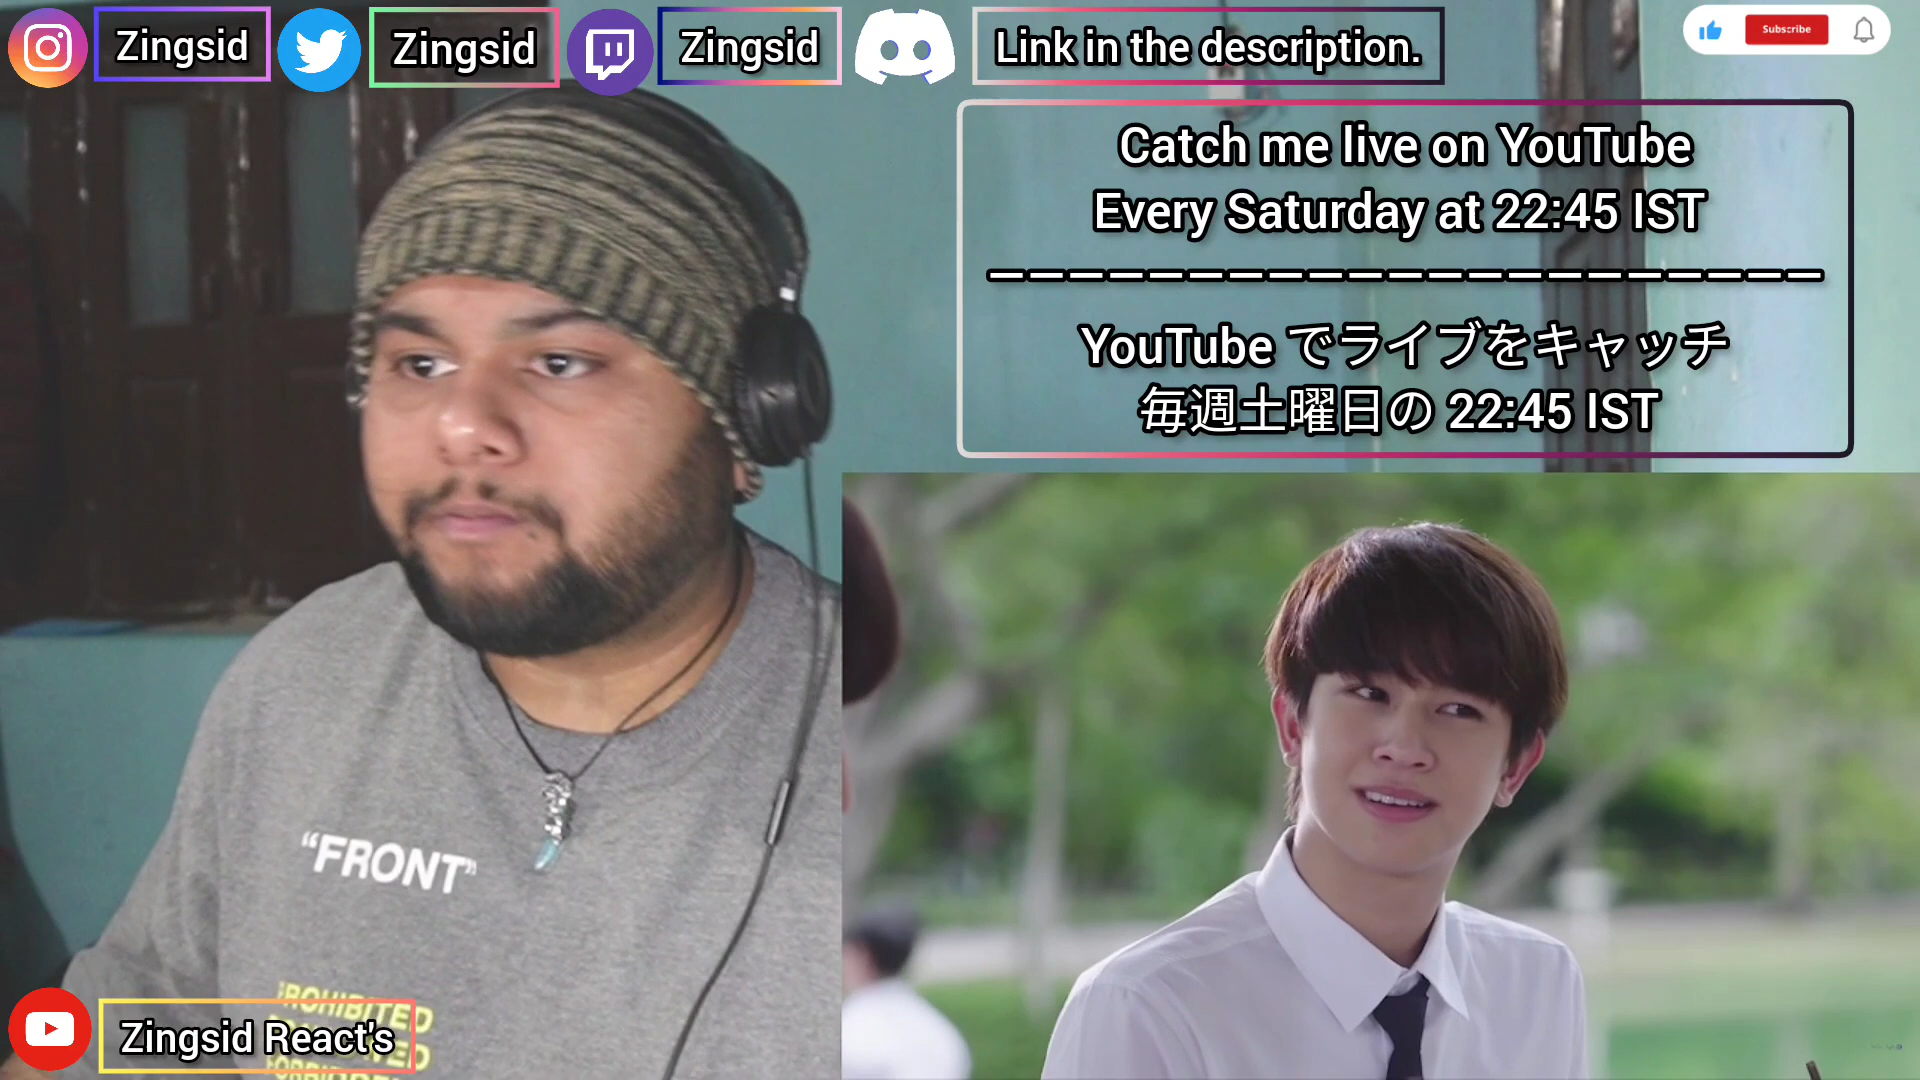 Zingsid
Zingsid
Zingsid
Link in the description.
Subscribe
Catch me live on YouTube
Every Saturday at 22:45 IST
YouTube でライブをキャッチ
毎週土曜日の 22:45 IST
"FRONT"
Zingsid React's